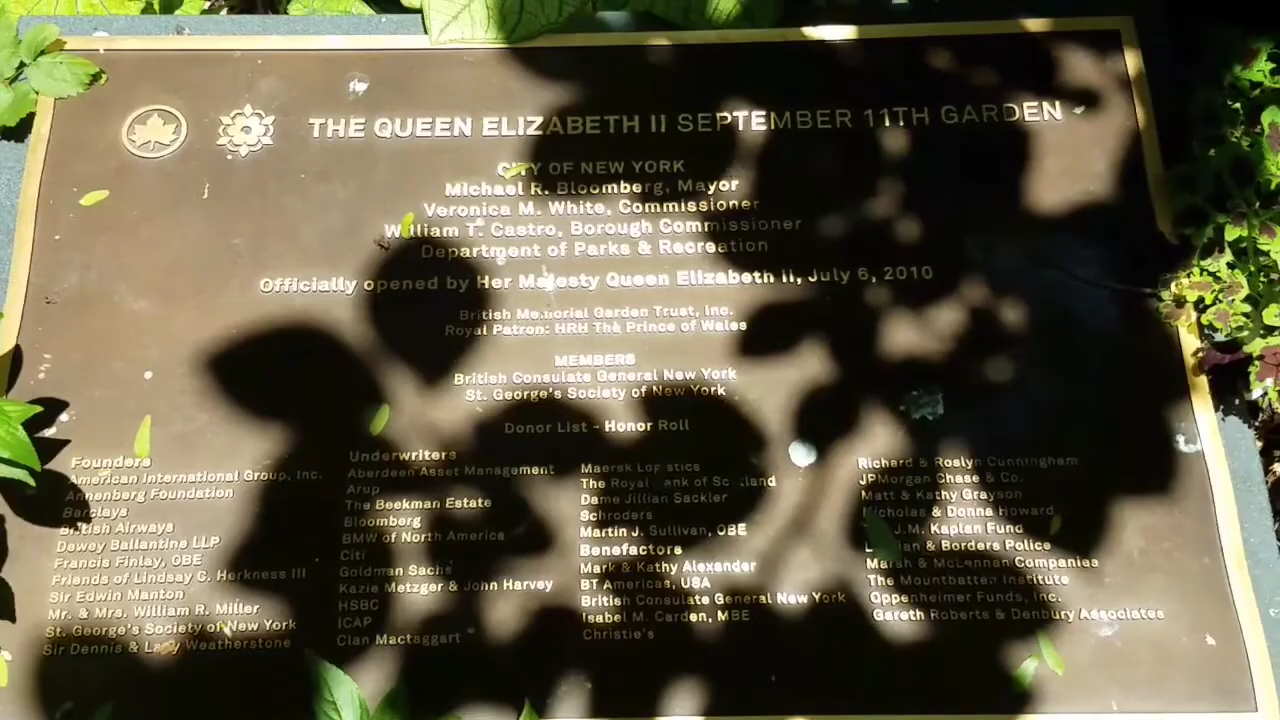 THE QUEEN ELIZABETH II SEPTEMBER 11TH GARDEN
CITY OF NEW YORK
Michael R. Bloomberg, Mayor
Veronica M. White, Commissioner
William T. Castro, Borough Commissioner
Department of Parks & Recreation
Officially opened by Her Majesty Queen Elizabeth II, July 6, 2010
British Memorial Garden Trust, Inc.
Royal Patron: HRH The Prince of Wales
MEMBERS
British Consulate General New York
St. George's Society of New York
Donor List - Honor Roll
Founders
American International Group, Inc.
Annenberg Foundation
Barclays
British Airways
Dewey Ballantine LLP
Francis Finlay, OBE
Friends of Lindsay C. Herkness III
Sir Edwin Manton
Mr. & Mrs. William R. Miller
St. George's Society of New York
Sir Dennis & Lady Weatherstone
Underwriters
Aberdeen Asset Management
Arup
The Beekman Estate
Bloomberg
BMW of North America
Citi
Goldman Sachs
Kazie Metzger & John Harvey
HSBC
ICAP
Clan Mactaggart
Maersk Logistics
The Royal Bank of Scotland
Dame Jillian Sackler
Schroders
Martin J. Sullivan, OBE
Benefactors
Mark & Kathy Alexander
BT Americas, USA
British Consulate General New York
Isabel M. Carden, MBE
Christie's
Richard & Roslyn Cunningham
JPMorgan Chase & Co.
Matt & Kathy Grayson
Nicholas & Donna Howard
J.M. Kaplan Fund
& Borders Police
Marsh & McLennan Companies
The Mountbatten Institute
Oppenheimer Funds, Inc.
Gareth Roberts & Denbury Associates